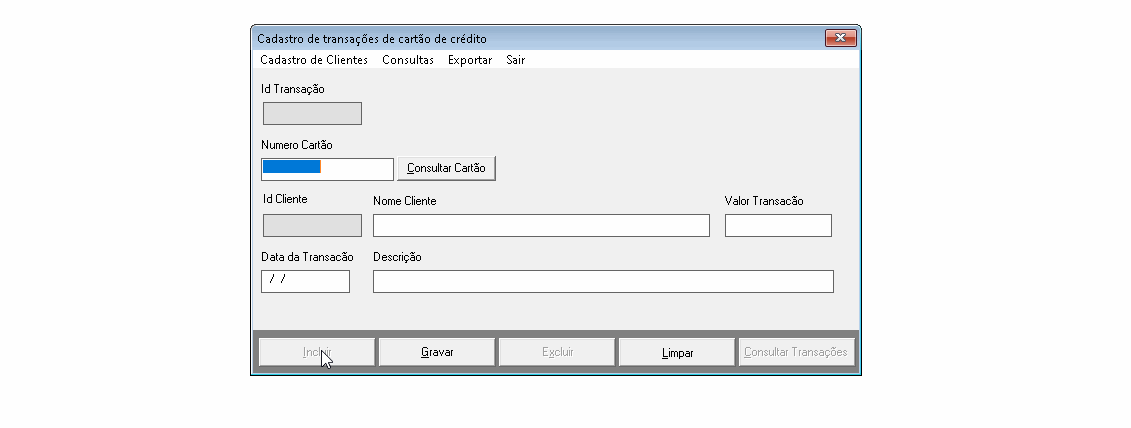 Cadastro de transações de cartão de crédito
Cadastro de Clientes Consultas Exportar Sair
Id Transação
Numero Cartão
Consultar Cartão
Id Cliente Nome Cliente Valor Transacão
Data da Transacão Descrição
/ /
Incluir Gravar Excluir Limpar Consultar Transações